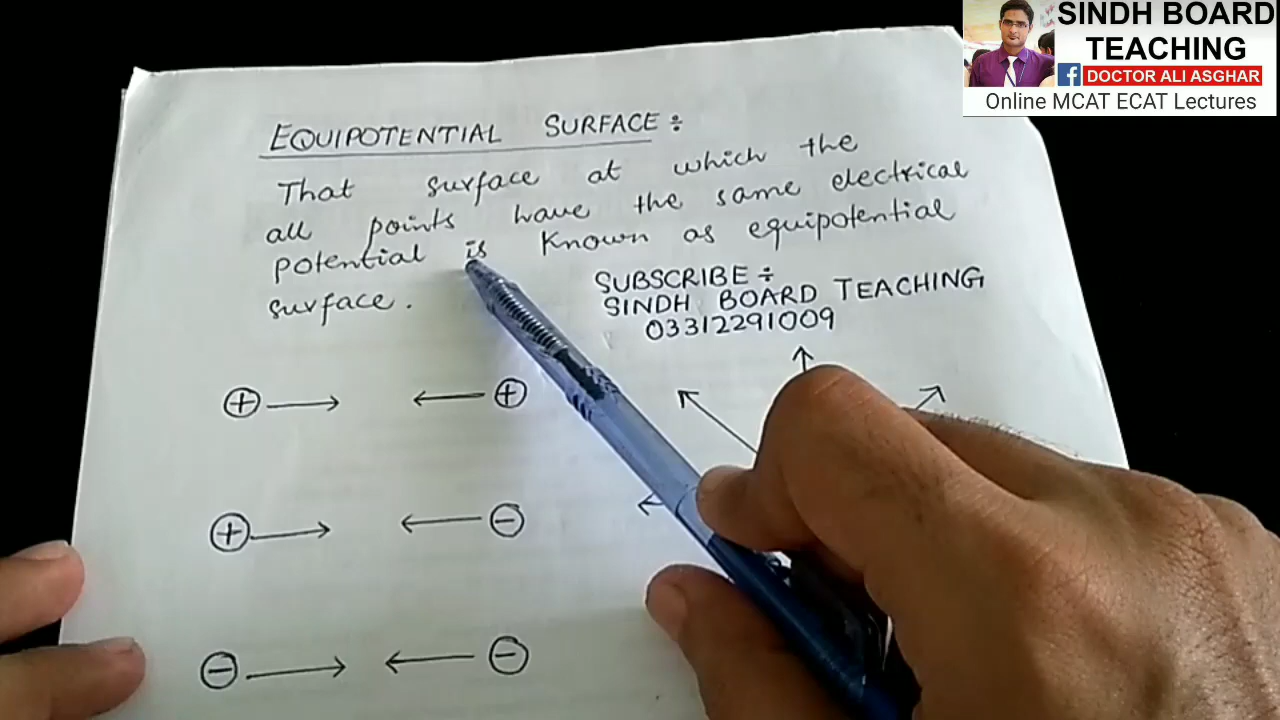 SINDH BOARD
TEACHING
f DOCTOR ALI ASGHAR
Online MCAT ECAT Lectures
EQUIPOTENTIAL SURFACE ÷
That surface at which the
all points have the same electrical
potential is known as equipotential
surface.
SUBSCRIBE ÷
SINDH BOARD TEACHING
03312291009
+ +
+ −
− −